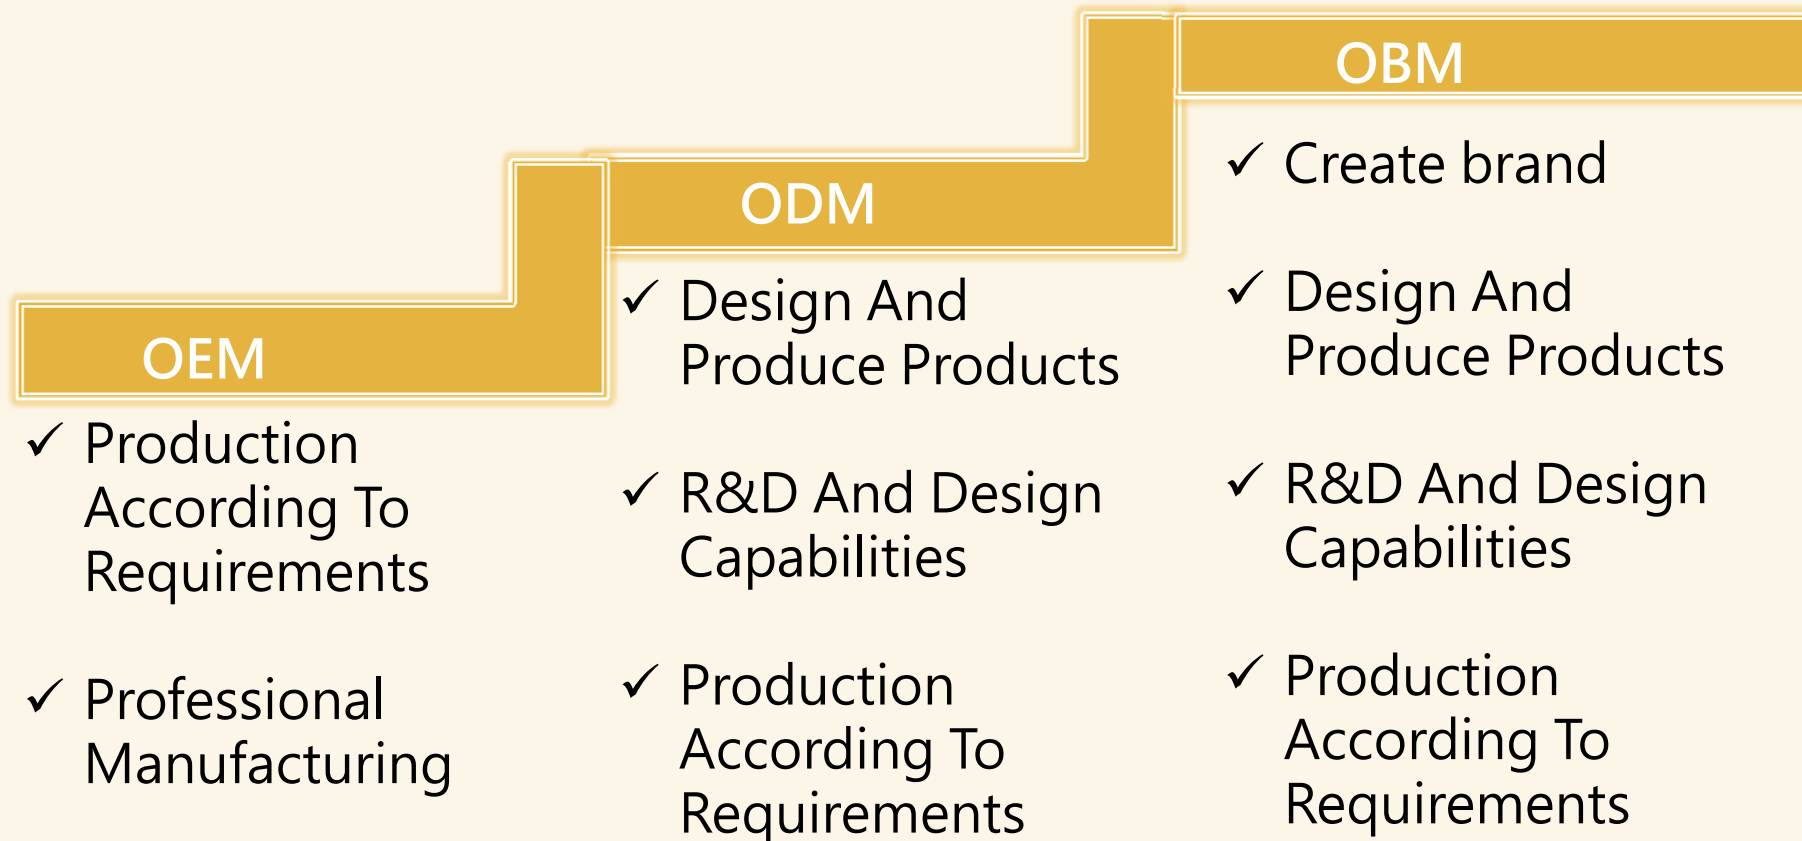 OEM
Production
According To
Requirements
Professional
Manufacturing
ODM
Design And
Produce Products
R&D And Design
Capabilities
Production
According To
Requirements
OBM
Create brand
Design And
Produce Products
R&D And Design
Capabilities
Production
According To
Requirements